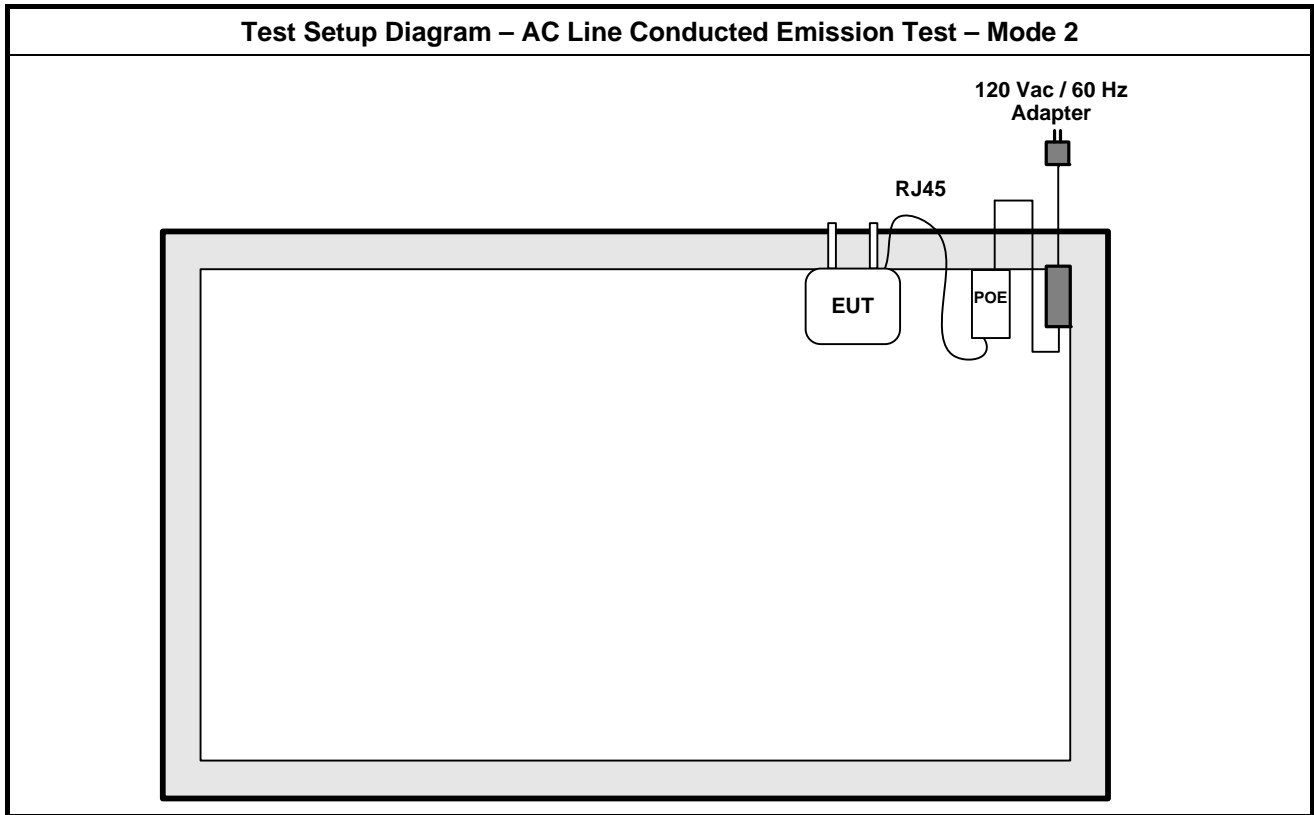 Test Setup Diagram – AC Line Conducted Emission Test – Mode 2
120 Vac / 60 Hz
Adapter
RJ45
EUT
POE